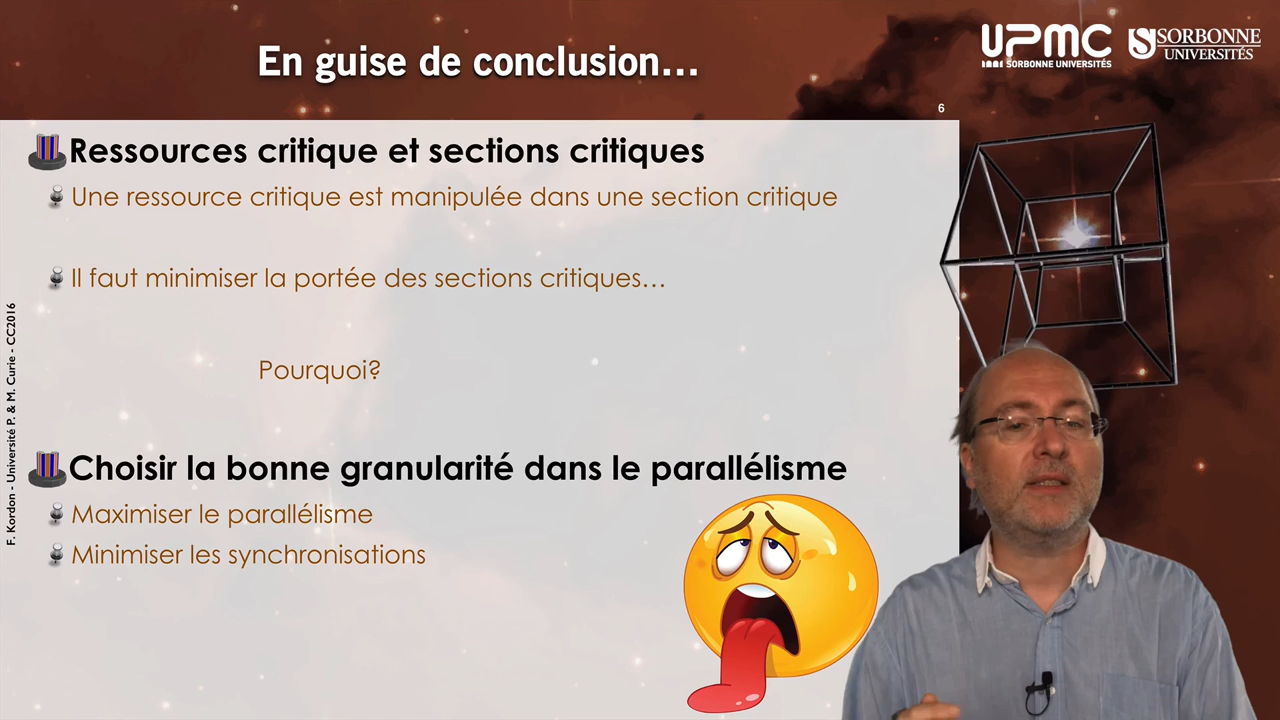 En guise de conclusion...
UPMC
SORBONNE UNIVERSITÉS
SORBONNE
UNIVERSITÉS
6
Ressources critique et sections critiques
Une ressource critique est manipulée dans une section critique
Il faut minimiser la portée des sections critiques...
Pourquoi?
Choisir la bonne granularité dans le parallélisme
Maximiser le parallélisme
Minimiser les synchronisations
F. Kordon - Université P. & M. Curie - CC2016